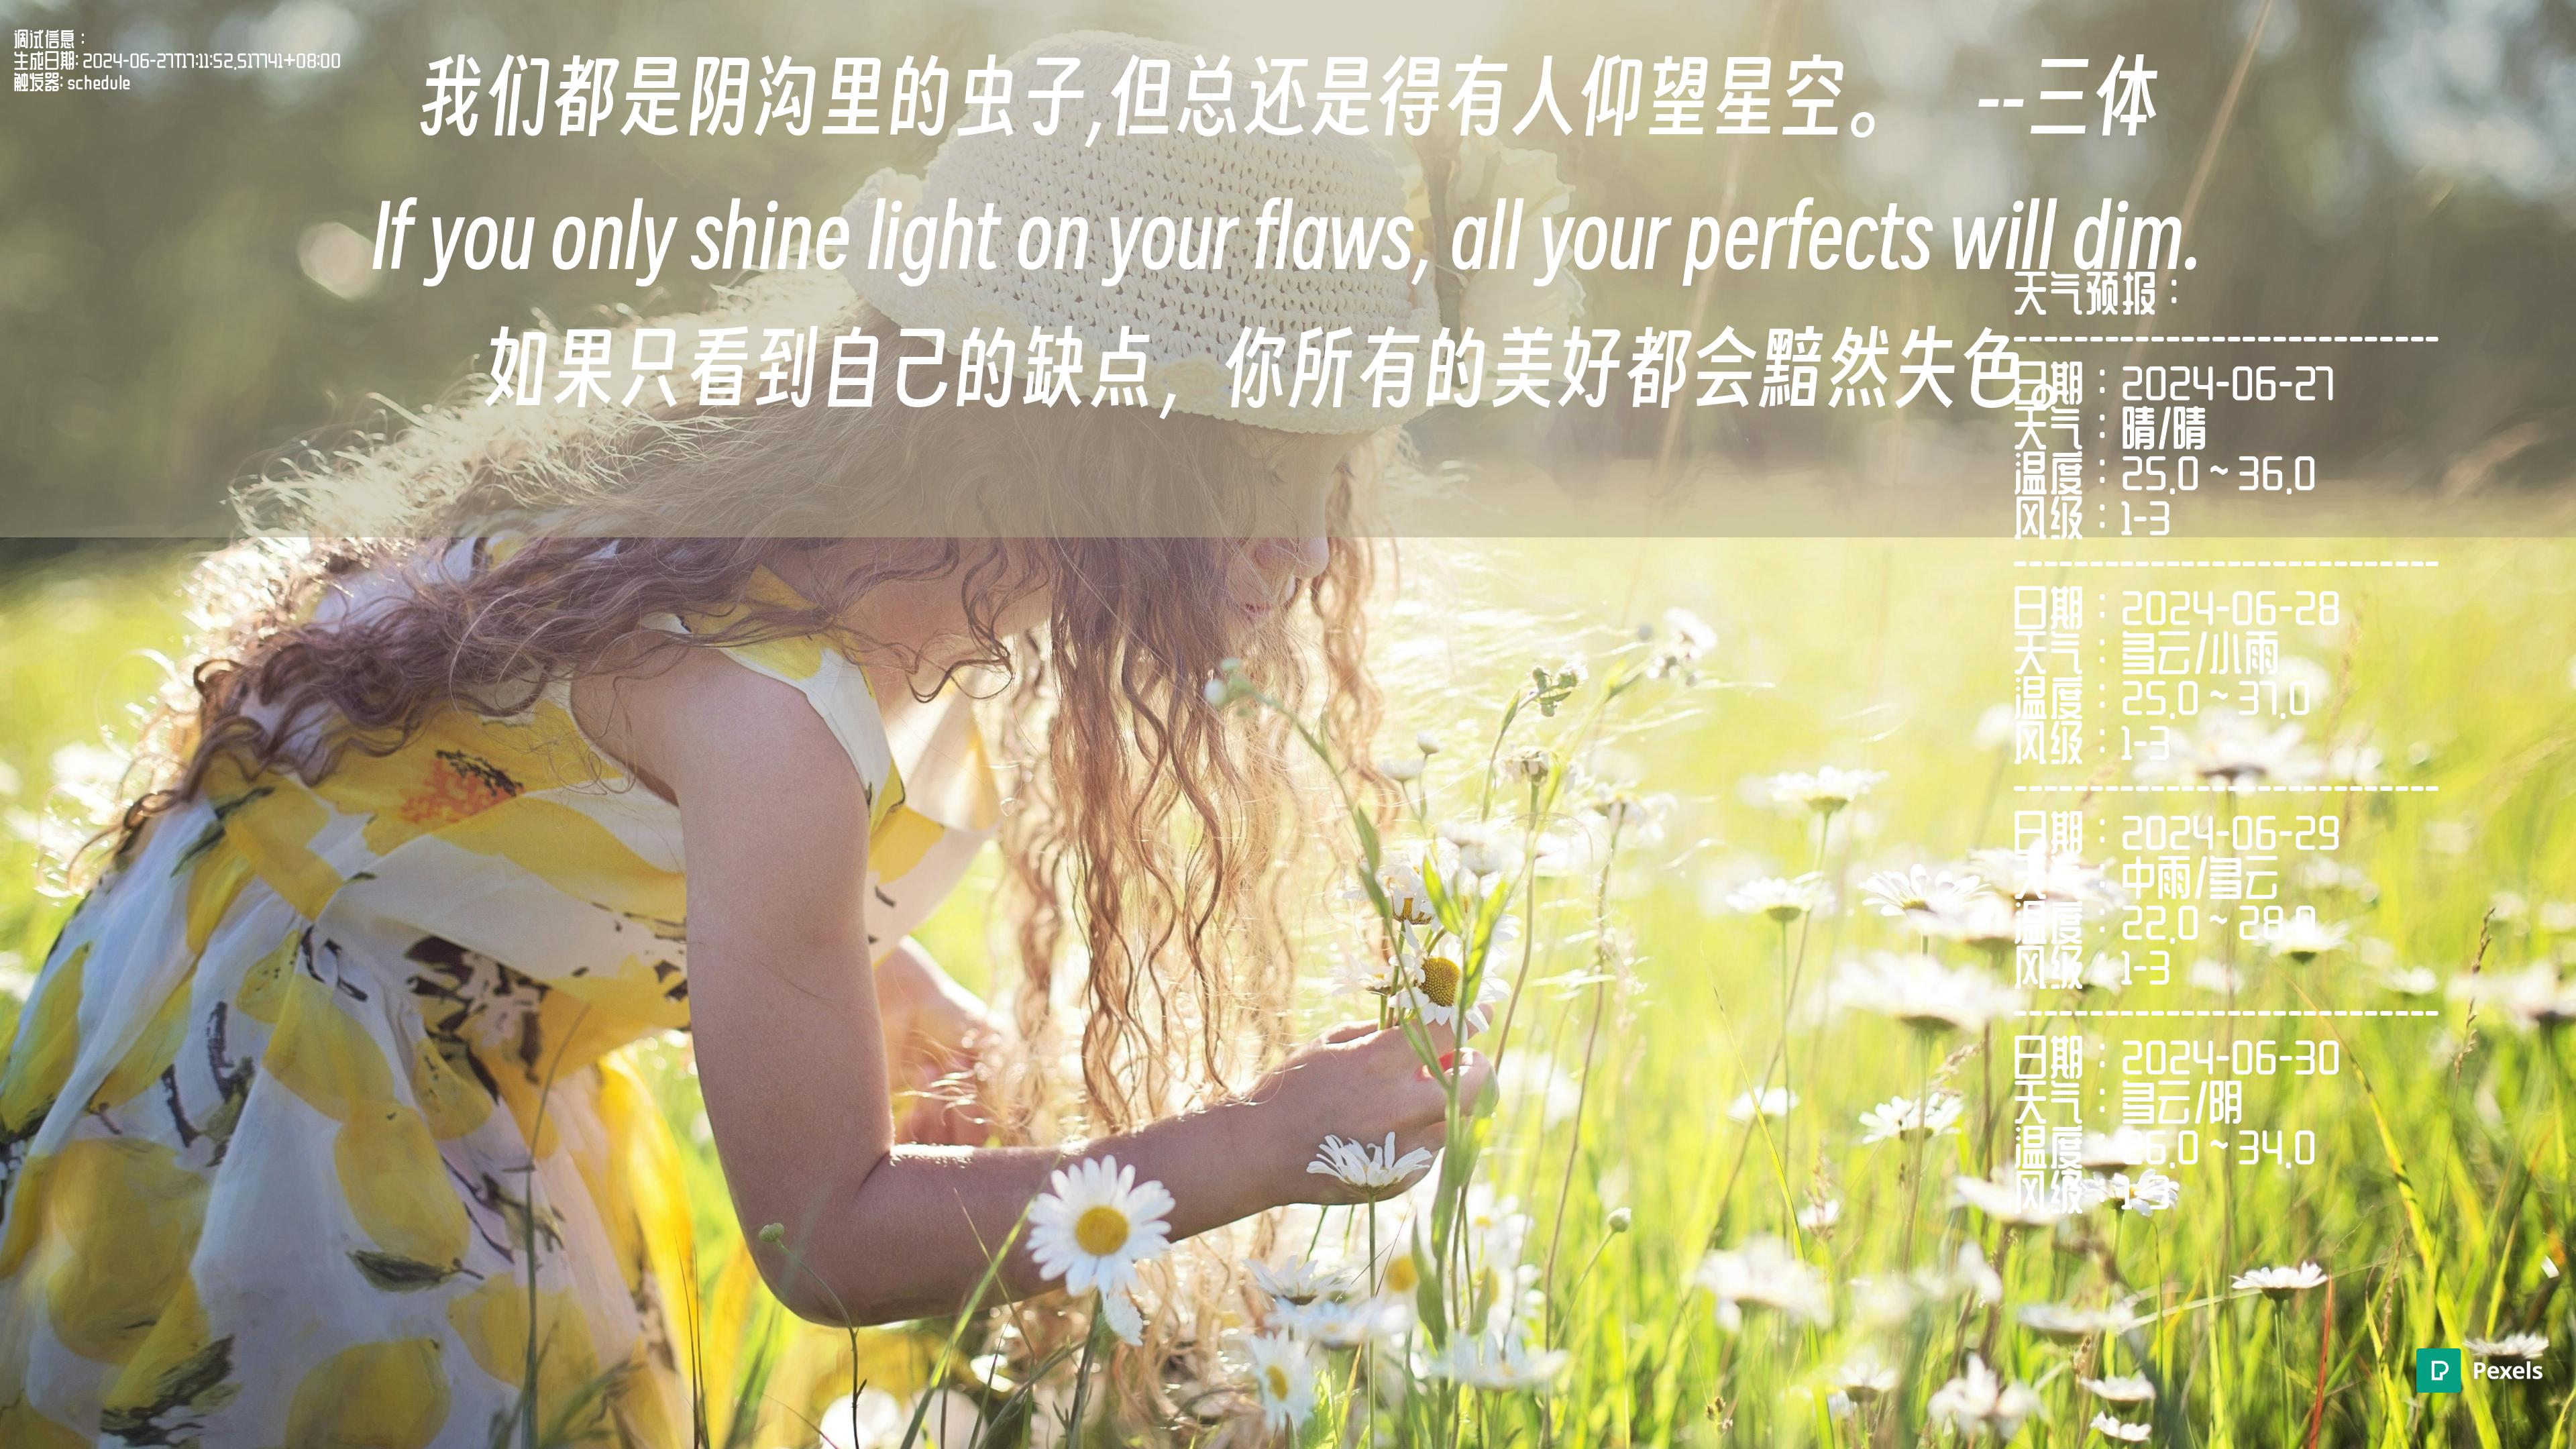 调试信息：
生成日期: 2024-06-27T17:11:52.517741+08:00
触发器: schedule
我们都是阴沟里的虫子,但总还是得有人仰望星空。 --三体
If you only shine light on your flaws, all your perfects will dim.
如果只看到自己的缺点，你所有的美好都会黯然失色。
天气预报：
----------------------------
日期：2024-06-27
天气：晴/晴
温度：25.0 ~ 36.0
风级：1-3
----------------------------
日期：2024-06-28
天气：多云/小雨
温度：25.0 ~ 37.0
风级：1-3
----------------------------
日期：2024-06-29
天气：中雨/多云
温度：22.0 ~ 28.0
风级：1-3
----------------------------
日期：2024-06-30
天气：多云/阴
温度：26.0 ~ 34.0
风级：1-3
Pexels